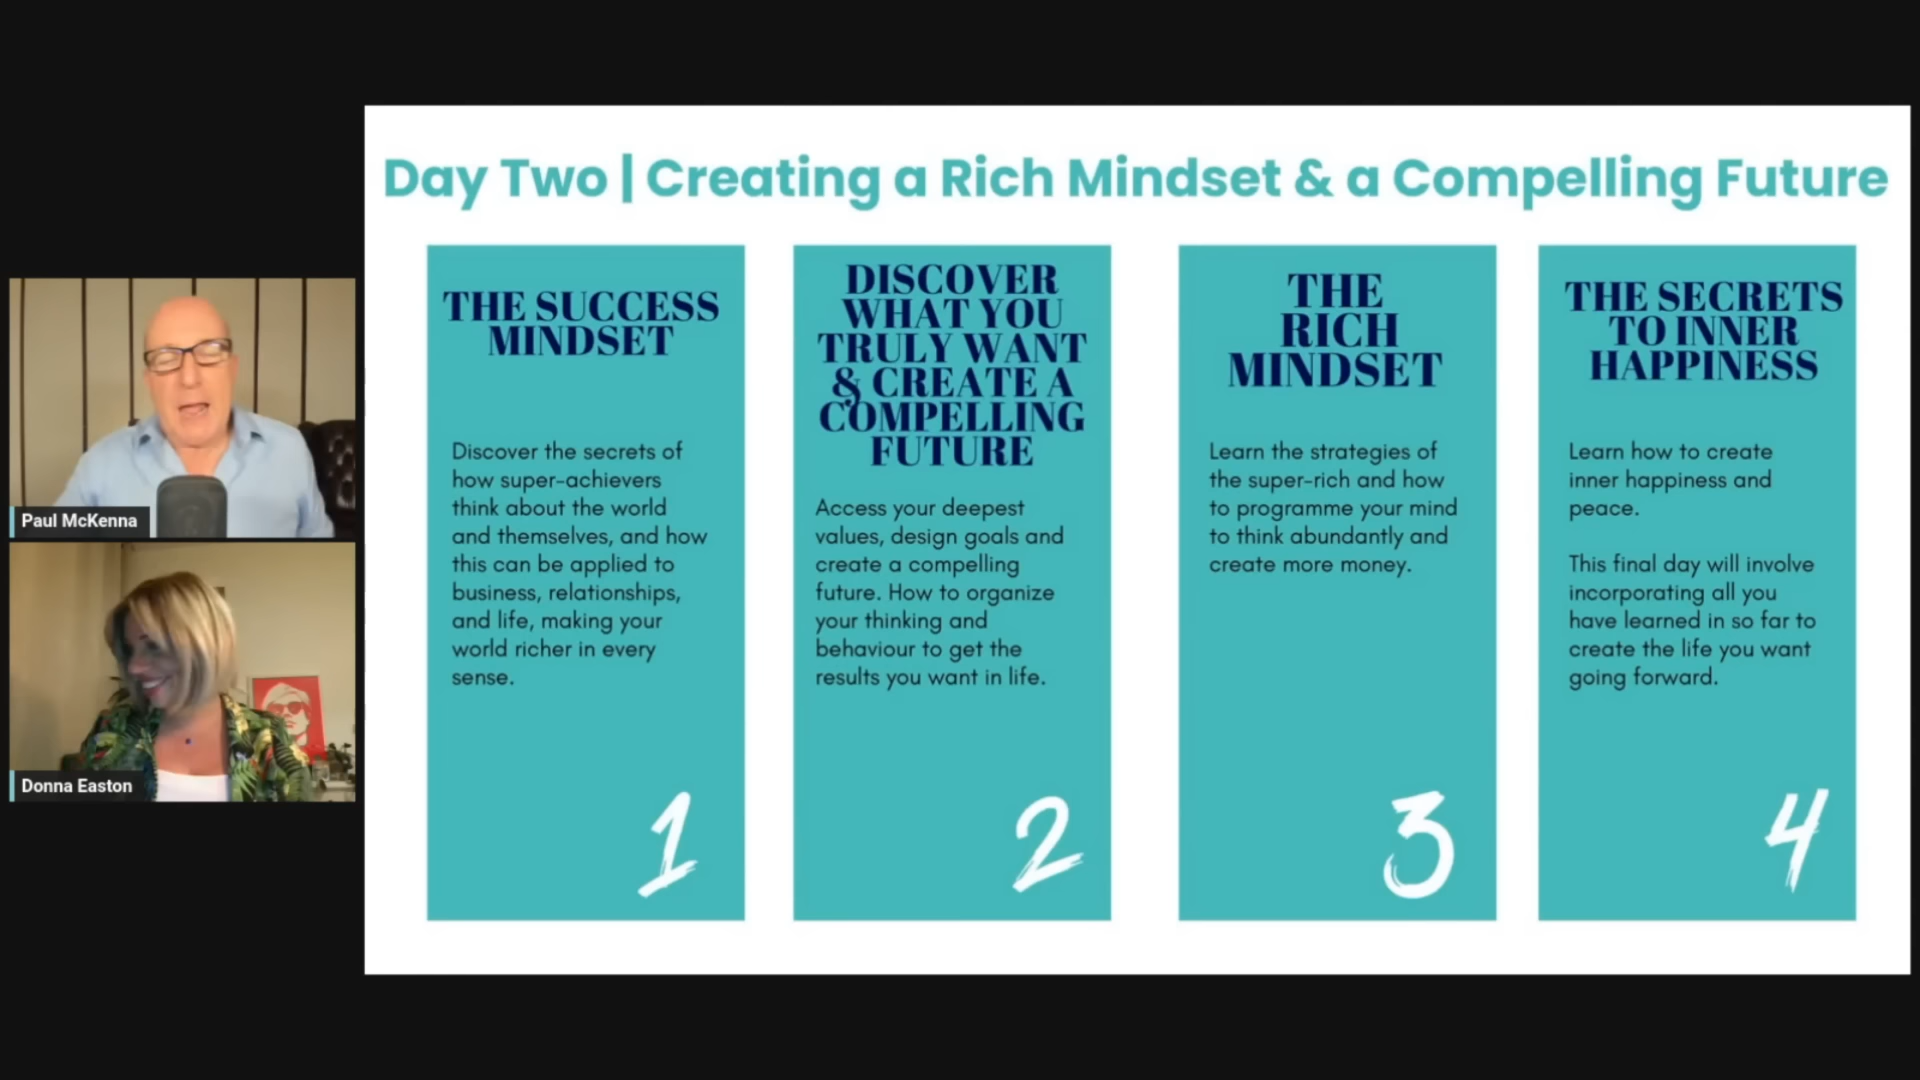 Day Two | Creating a Rich Mindset & a Compelling Future
THE SUCCESS
MINDSET
Discover the secrets of
how super-achievers
think about the world
and themselves, and how
this can be applied to
business, relationships,
and life, making your
world richer in every
sense.
1
DISCOVER
WHAT YOU
TRULY WANT
& CREATE A
COMPELLING
FUTURE
Access your deepest
values, design goals and
create a compelling
future. How to organize
your thinking and
behaviour to get the
results you want in life.
2
THE
RICH
MINDSET
Learn the strategies of
the super-rich and how
to programme your mind
to think abundantly and
create more money.
3
THE SECRETS
TO INNER
HAPPINESS
Learn how to create
inner happiness and
peace.
This final day will involve
incorporating all you
have learned in so far to
create the life you want
going forward.
4
Paul McKenna
Donna Easton